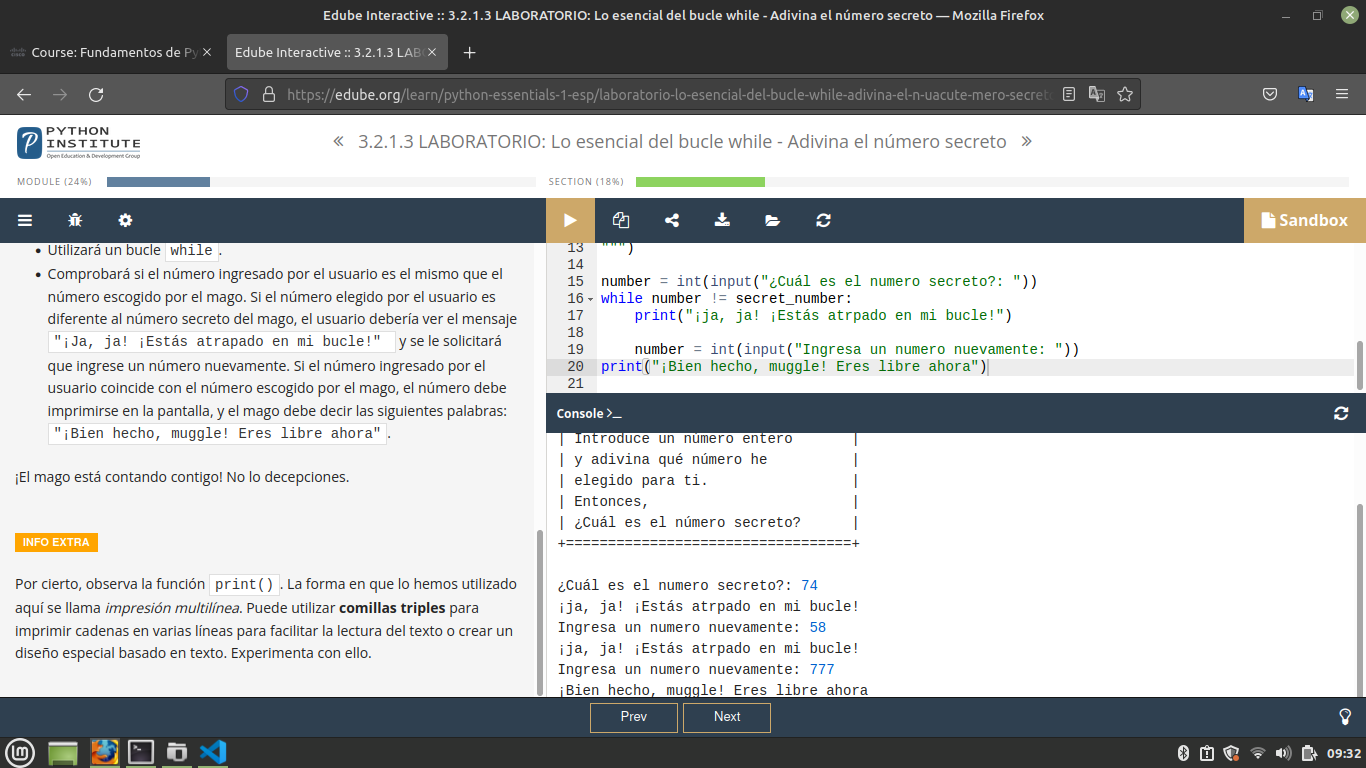 Edube Interactive :: 3.2.1.3 LABORATORIO: Lo esencial del bucle while - Adivina el número secreto — Mozilla Firefox
Course: Fundamentos de Py
Edube Interactive :: 3.2.1.3 LAB
https://edube.org/learn/python-essentials-1-esp/laboratorio-lo-esencial-del-bucle-while-adivina-el-n-uacute-mero-secreto
PYTHON
INSTITUTE
Open Education & Development Group
« 3.2.1.3 LABORATORIO: Lo esencial del bucle while - Adivina el número secreto »
MODULE (24%)
SECTION (18%)
Sandbox
• Utilizará un bucle while.
• Comprobará si el número ingresado por el usuario es el mismo que el
número escogido por el mago. Si el número elegido por el usuario es
diferente al número secreto del mago, el usuario debería ver el mensaje
"¡Ja, ja! ¡Estás atrapado en mi bucle!" y se le solicitará
que ingrese un número nuevamente. Si el número ingresado por el
usuario coincide con el número escogido por el mago, el número debe
imprimirse en la pantalla, y el mago debe decir las siguientes palabras:
"¡Bien hecho, muggle! Eres libre ahora".
¡El mago está contando contigo! No lo decepciones.
INFO EXTRA
Por cierto, observa la función print(). La forma en que lo hemos utilizado
aquí se llama impresión multilínea. Puede utilizar comillas triples para
imprimir cadenas en varias líneas para facilitar la lectura del texto o crear un
diseño especial basado en texto. Experimenta con ello.
13 """)
14
15 number = int(input("¿Cuál es el numero secreto?: "))
16 while number != secret_number:
17     print("¡ja, ja! ¡Estás atrpado en mi bucle!")
18
19     number = int(input("Ingresa un numero nuevamente: "))
20 print("¡Bien hecho, muggle! Eres libre ahora")
21
Console >_
| Introduce un número entero       |
| y adivina qué número he          |
| elegido para ti.                 |
| Entonces,                        |
| ¿Cuál es el número secreto?      |
+==================================+
¿Cuál es el numero secreto?: 74
¡ja, ja! ¡Estás atrpado en mi bucle!
Ingresa un numero nuevamente: 58
¡ja, ja! ¡Estás atrpado en mi bucle!
Ingresa un numero nuevamente: 777
¡Bien hecho, muggle! Eres libre ahora
Prev
Next
09:32